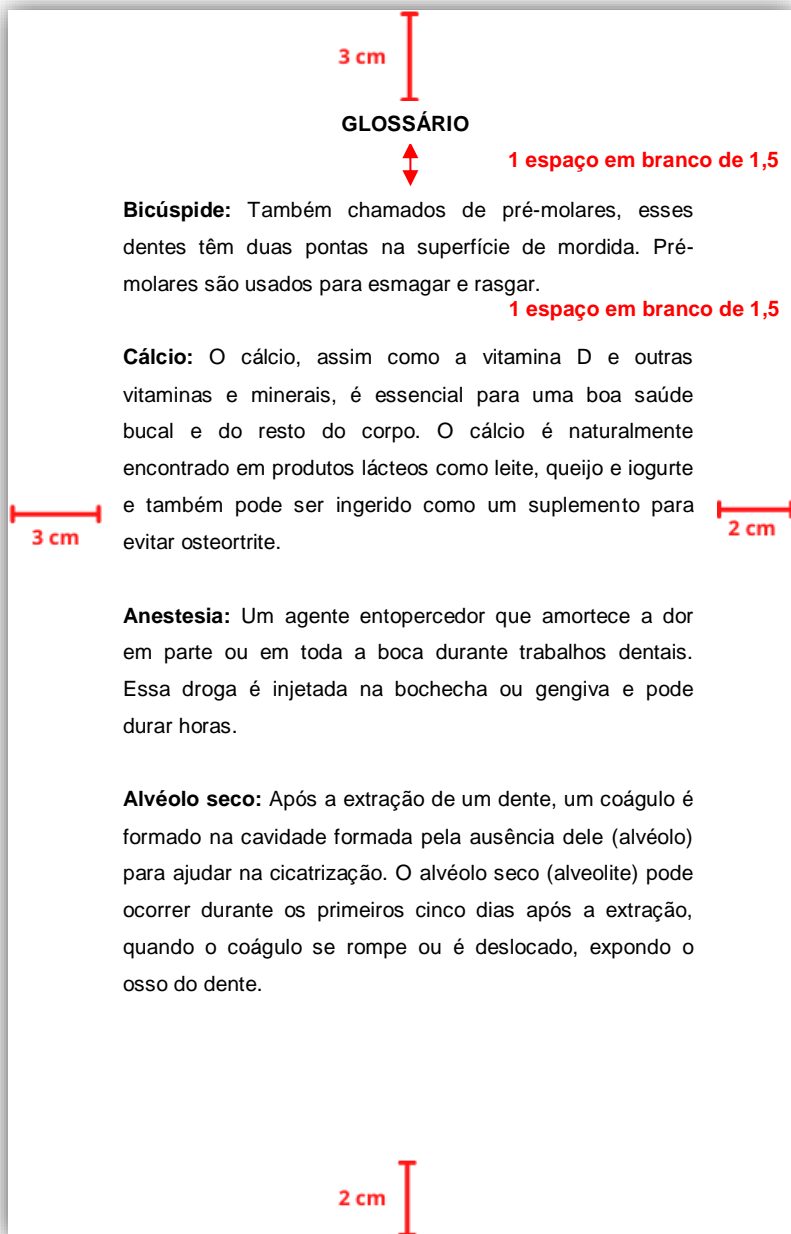 3 cm
GLOSSÁRIO
1 espaço em branco de 1,5
Bicúspide: Também chamados de pré-molares, esses
dentes têm duas pontas na superfície de mordida. Pré-
molares são usados para esmagar e rasgar.
1 espaço em branco de 1,5
Cálcio: O cálcio, assim como a vitamina D e outras
vitaminas e minerais, é essencial para uma boa saúde
bucal e do resto do corpo. O cálcio é naturalmente
encontrado em produtos lácteos como leite, queijo e iogurte
e também pode ser ingerido como um suplemento para
evitar osteortrite.
3 cm
2 cm
Anestesia: Um agente entopercedor que amortece a dor
em parte ou em toda a boca durante trabalhos dentais.
Essa droga é injetada na bochecha ou gengiva e pode
durar horas.
Alvéolo seco: Após a extração de um dente, um coágulo é
formado na cavidade formada pela ausência dele (alvéolo)
para ajudar na cicatrização. O alvéolo seco (alveolite) pode
ocorrer durante os primeiros cinco dias após a extração,
quando o coágulo se rompe ou é deslocado, expondo o
osso do dente.
2 cm